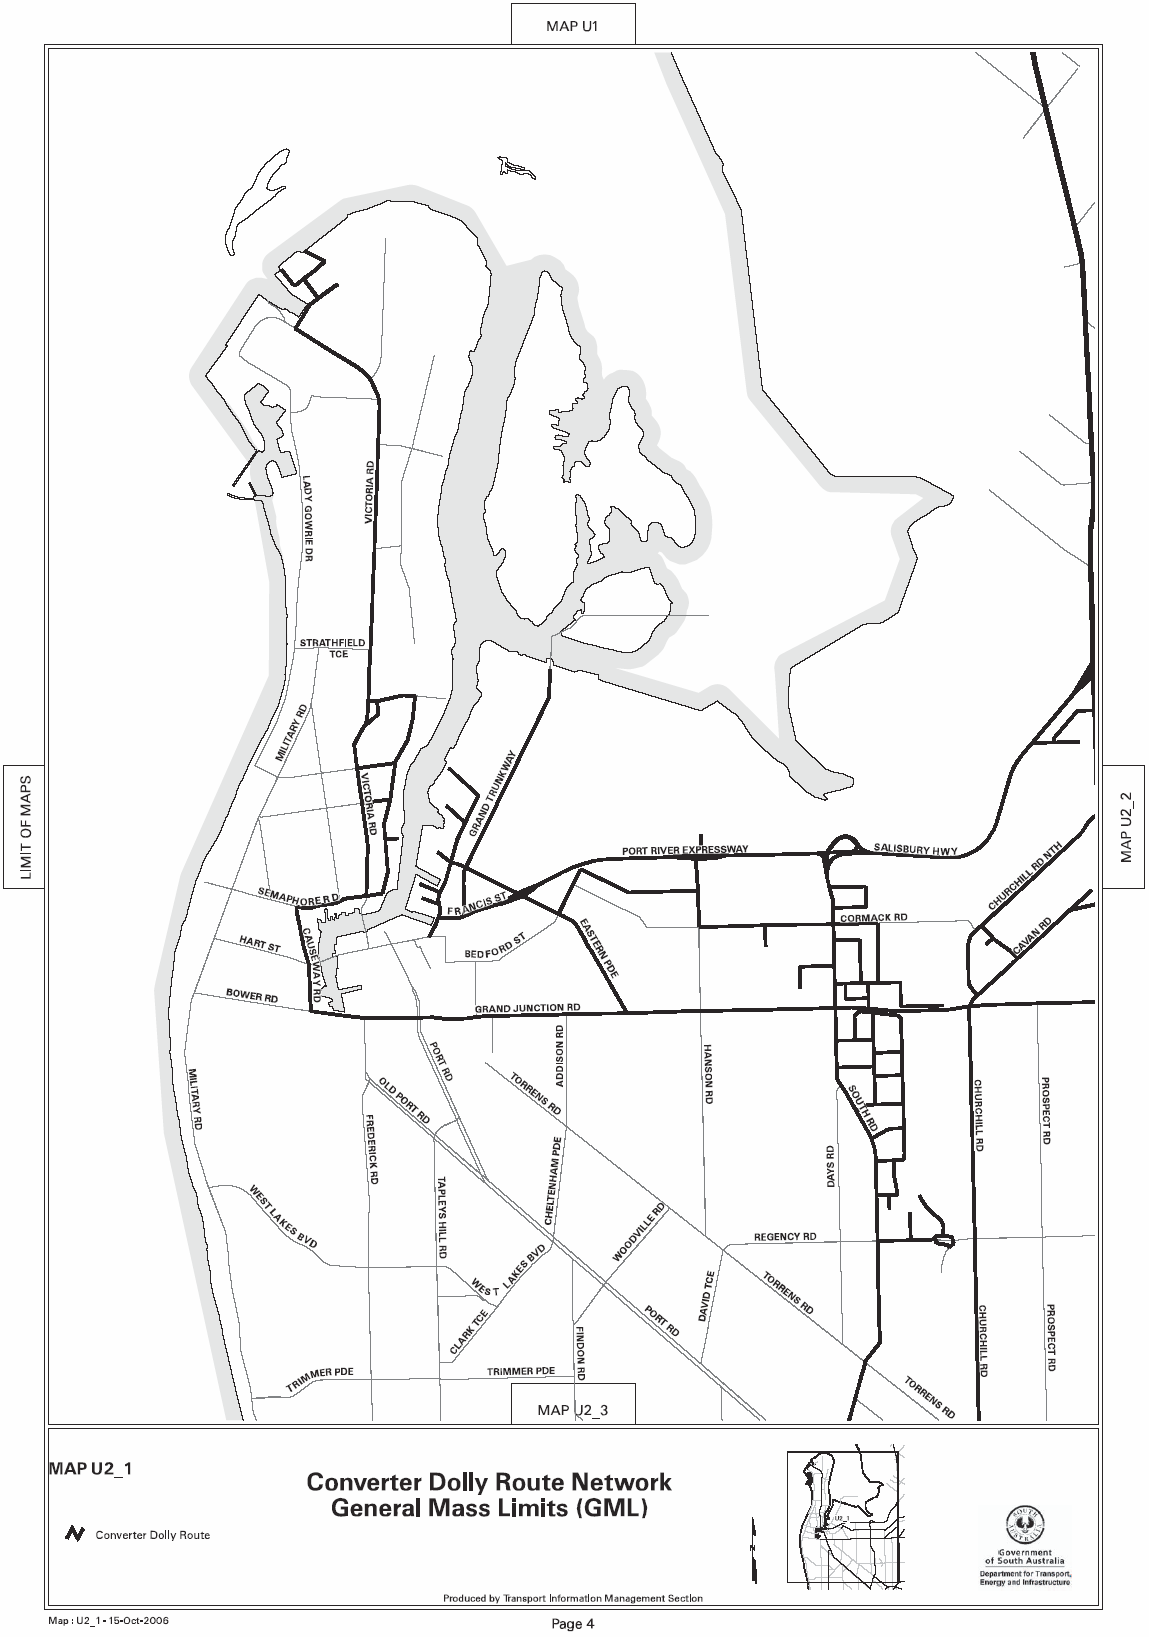 MAP U1
LADY GOWRIE DR
VICTORIA RD
STRATHFIELD
TCE
MILITARY RD
VICTORIA RD
GRAND TRUNKWAY
LIMIT OF MAPS
MAP U2_2
PORT RIVER EXPRESSWAY
SALISBURY HWY
CHURCHILL RD NTH
SEMAPHORE RD
FRANCIS ST
CORMACK RD
CAVAN RD
HART ST
CAUSEWAY RD
BEDFORD ST
EASTERN PDE
BOWER RD
GRAND JUNCTION RD
MILITARY RD
PORT RD
OLD PORT RD
ADDISON RD
TORRENS RD
HANSON RD
SOUTH RD
CHURCHILL RD
PROSPECT RD
FREDERICK RD
DAYS RD
CHELTENHAM PDE
TAPLEYS HILL RD
WEST LAKES BVD
WOODVILLE RD
REGENCY RD
WEST LAKES BVD
DAVID TCE
TORRENS RD
CLARK TCE
PORT RD
FINDON RD
CHURCHILL RD
PROSPECT RD
TRIMMER PDE
TRIMMER PDE
TORRENS RD
MAP U2_3
MAP U2_1
Converter Dolly Route Network
General Mass Limits (GML)
Converter Dolly Route
N
U2_1
SOUTH
AUSTRALIA
Government
of South Australia
Department for Transport,
Energy and Infrastructure
Produced by Transport Information Management Section
Map : U2_1 - 15-Oct-2006
Page 4